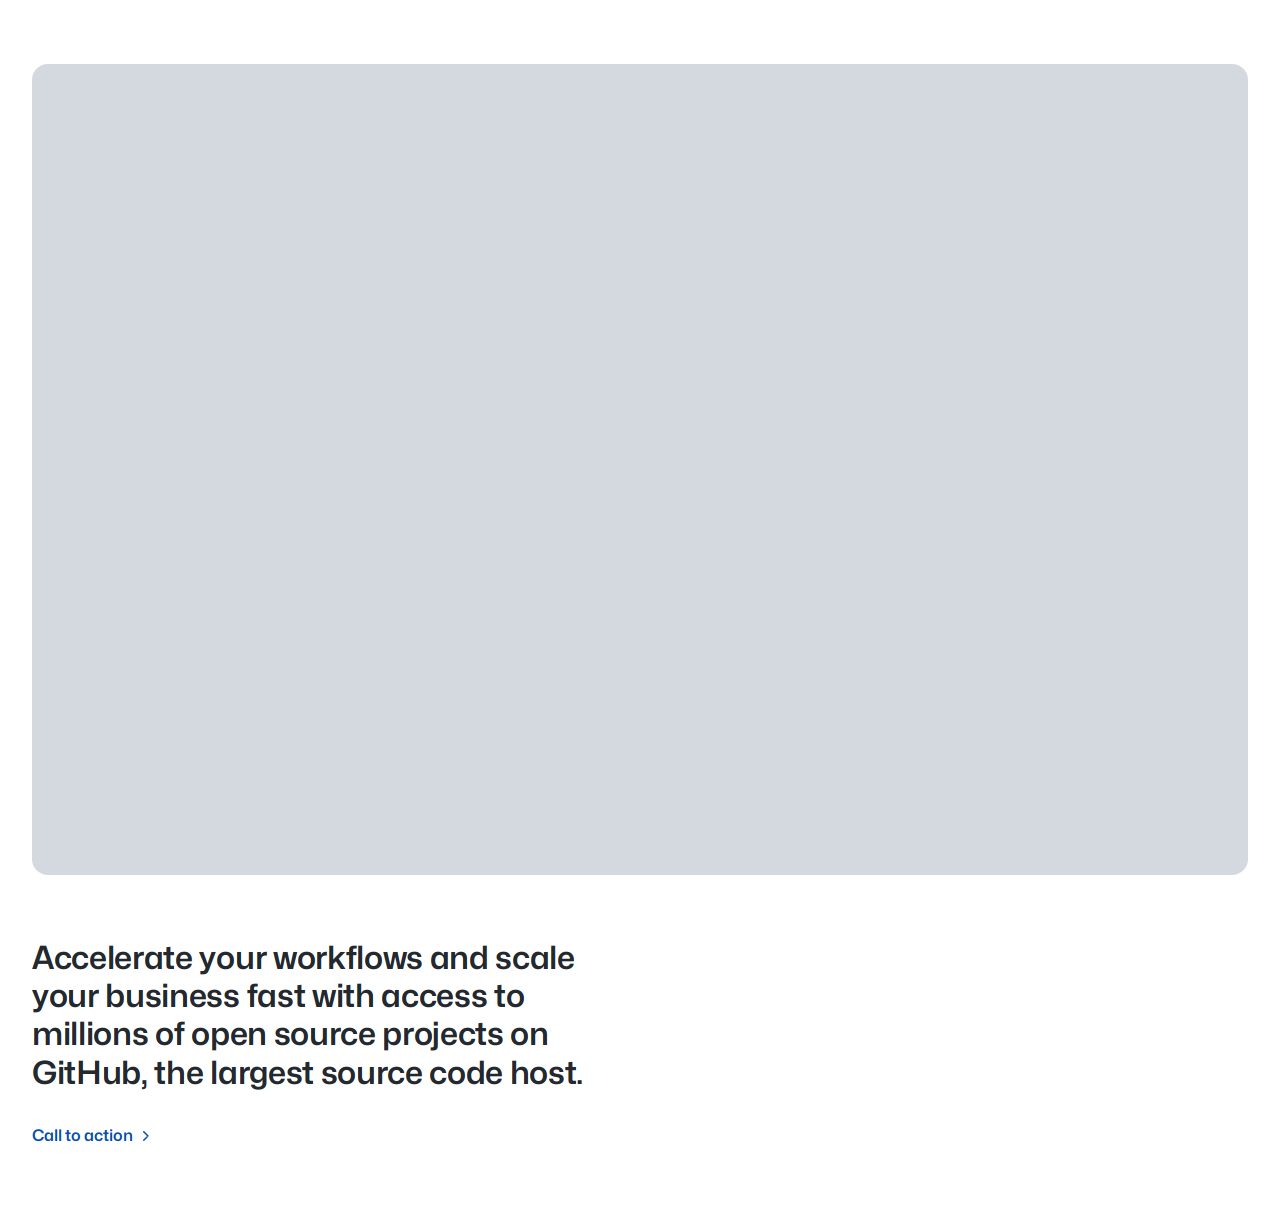 Accelerate your workflows and scale
your business fast with access to
millions of open source projects on
GitHub, the largest source code host.
Call to action